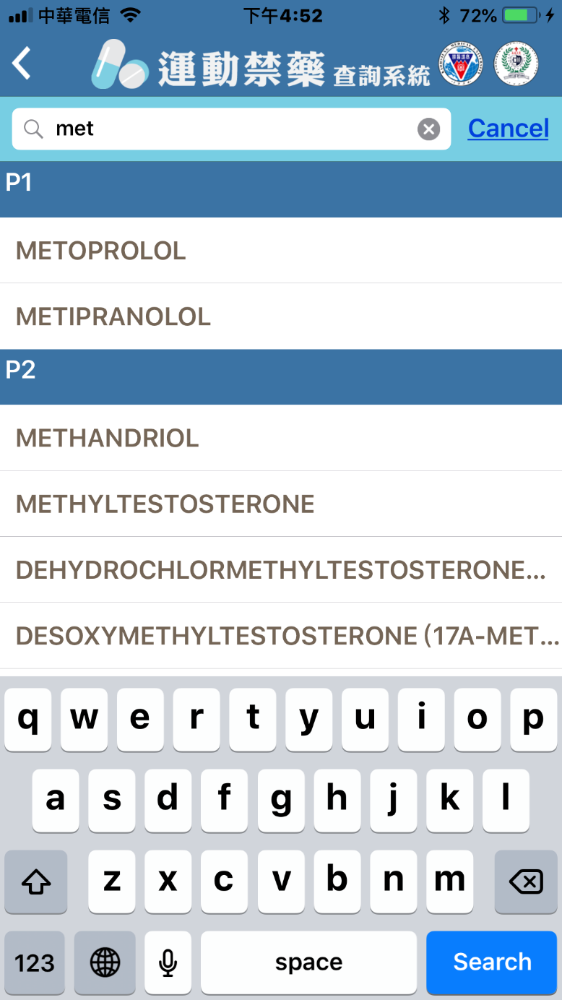 中華電信 下午4:52 72%
運動禁藥 查詢系統
met Cancel
P1
METOPROLOL
METIPRANOLOL
P2
METHANDRIOL
METHYLTESTOSTERONE
DEHYDROCHLORMETHYLTESTOSTERONE...
DESOXYMETHYLTESTOSTERONE (17A-MET...
q w e r t y u i o p
a s d f g h j k l
z x c v b n m
123 space Search